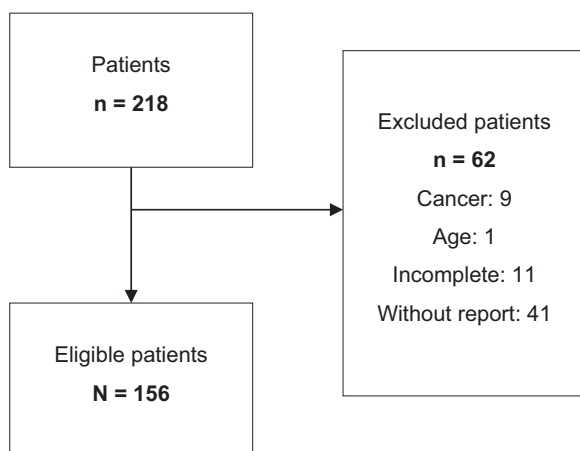 Patients
n = 218
Excluded patients
n = 62
Cancer: 9
Age: 1
Incomplete: 11
Without report: 41
Eligible patients
N = 156